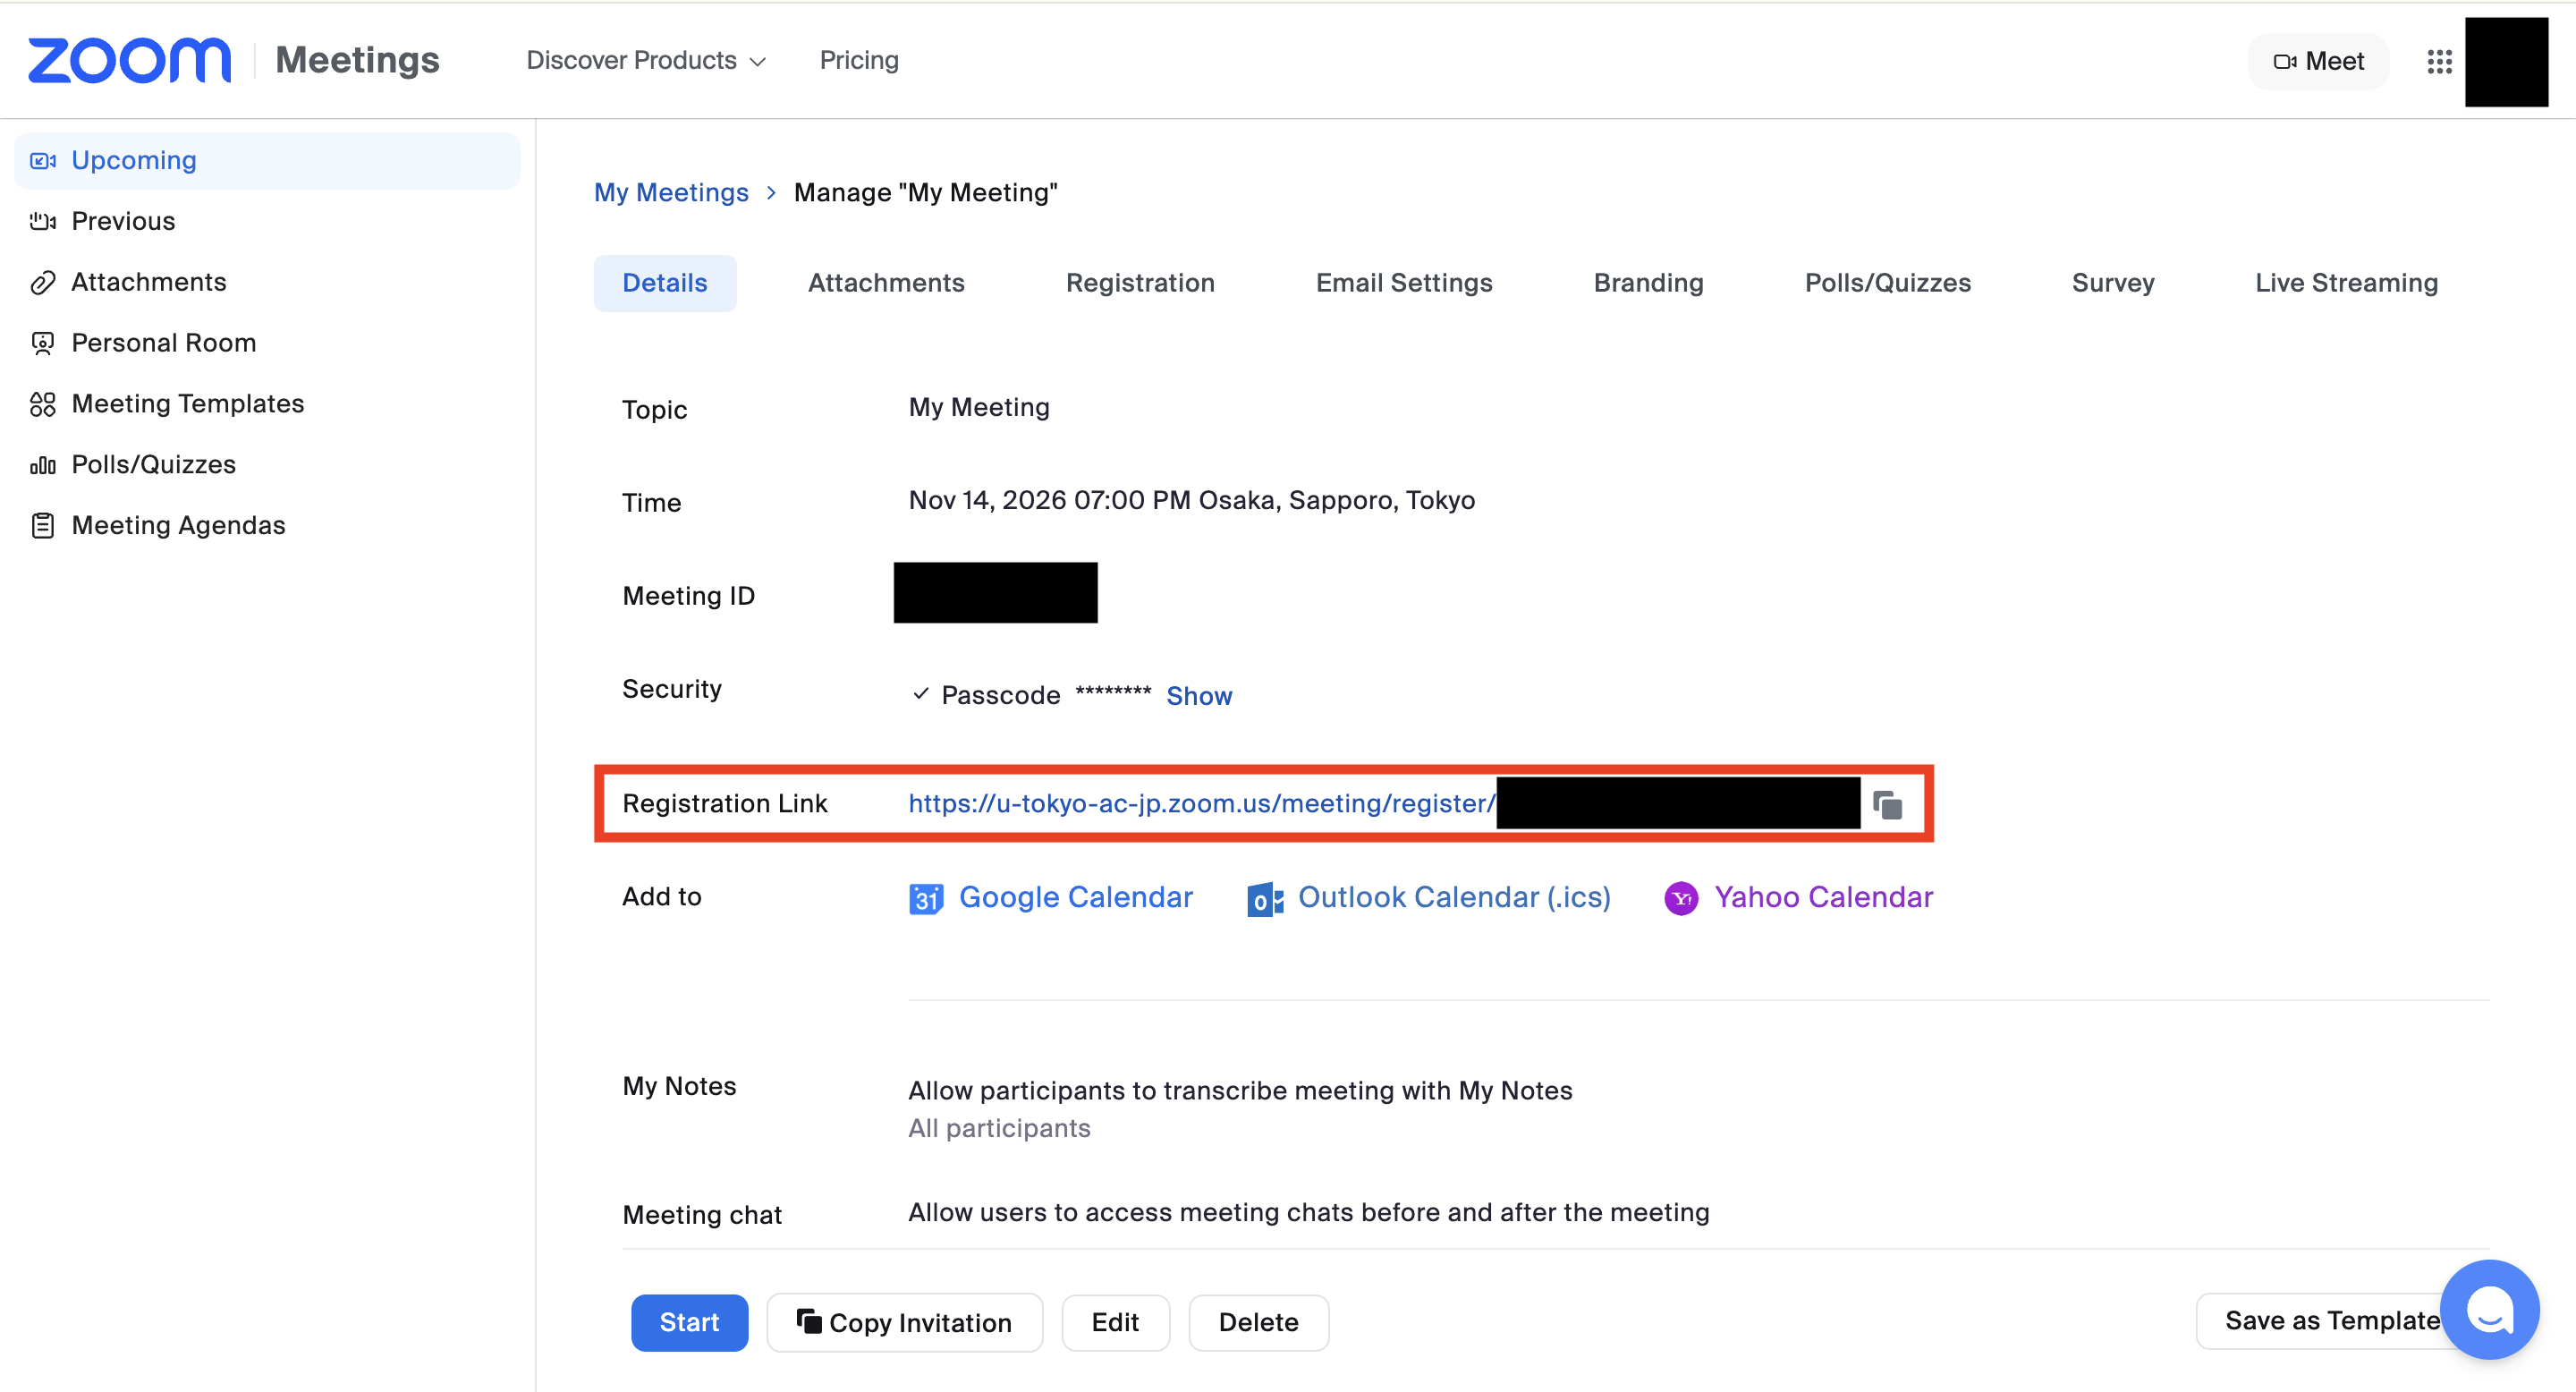 zoom Meetings Discover Products Pricing Meet
Upcoming
Previous
Attachments
Personal Room
Meeting Templates
Polls/Quizzes
Meeting Agendas
My Meetings > Manage "My Meeting"
Details Attachments Registration Email Settings Branding Polls/Quizzes Survey Live Streaming
Topic My Meeting
Time Nov 14, 2026 07:00 PM Osaka, Sapporo, Tokyo
Meeting ID
Security ✓ Passcode ******** Show
Registration Link https://u-tokyo-ac-jp.zoom.us/meeting/register/
Add to 31 Google Calendar Outlook Calendar (.ics) Yahoo Calendar
My Notes Allow participants to transcribe meeting with My Notes
All participants
Meeting chat Allow users to access meeting chats before and after the meeting
Start Copy Invitation Edit Delete Save as Template